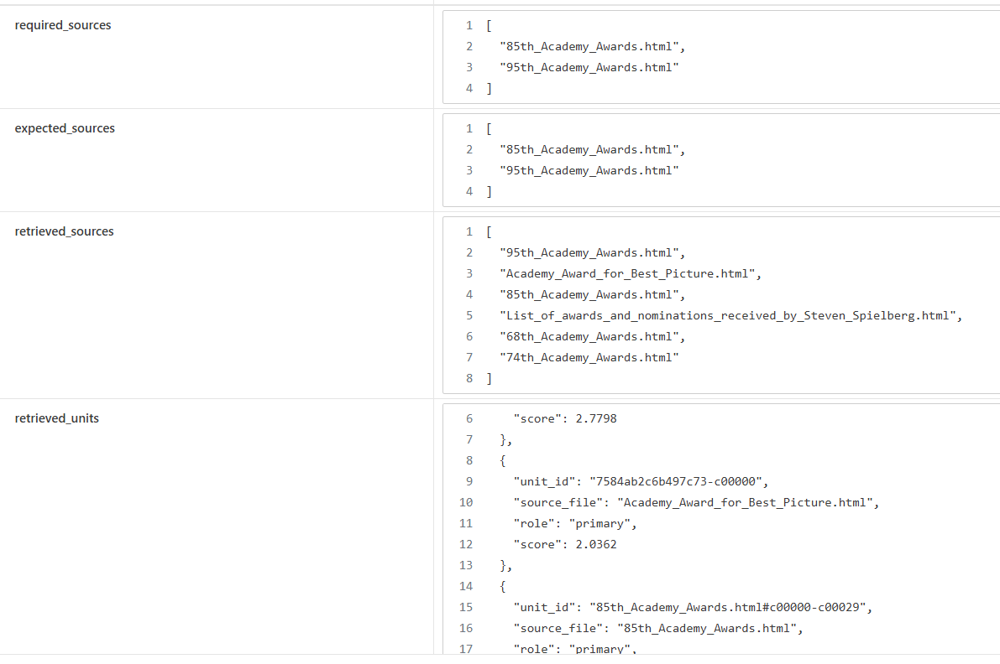 required_sources
1 [
2 "85th_Academy_Awards.html",
3 "95th_Academy_Awards.html"
4 ]
expected_sources
1 [
2 "85th_Academy_Awards.html",
3 "95th_Academy_Awards.html"
4 ]
retrieved_sources
1 [
2 "95th_Academy_Awards.html",
3 "Academy_Award_for_Best_Picture.html",
4 "85th_Academy_Awards.html",
5 "List_of_awards_and_nominations_received_by_Steven_Spielberg.html",
6 "68th_Academy_Awards.html",
7 "74th_Academy_Awards.html"
8 ]
retrieved_units
6 "score": 2.7798
7 },
8 {
9 "unit_id": "7584ab2c6b497c73-c00000",
10 "source_file": "Academy_Award_for_Best_Picture.html",
11 "role": "primary",
12 "score": 2.0362
13 },
14 {
15 "unit_id": "85th_Academy_Awards.html#c00000-c00029",
16 "source_file": "85th_Academy_Awards.html",
17 "role": "primary",